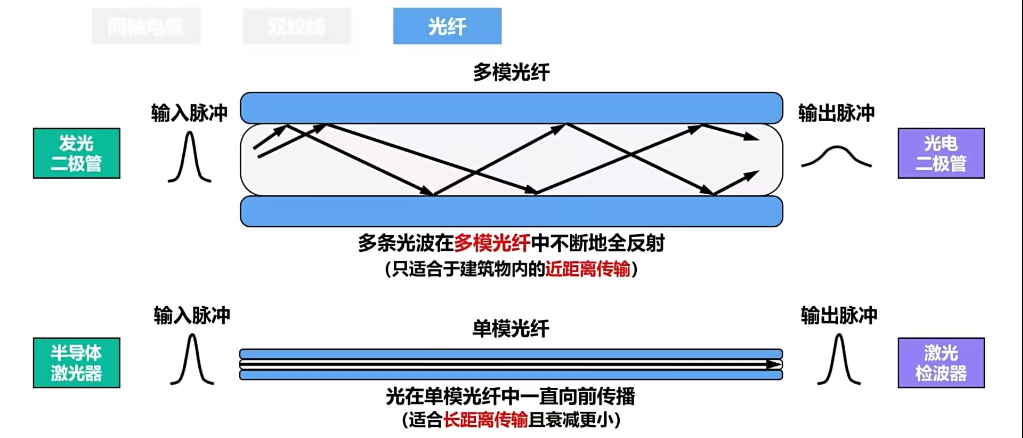 同轴电缆 双绞线 光纤
多模光纤
输入脉冲
输出脉冲
发光
二极管
光电
二极管
多条光波在多模光纤中不断地全反射
(只适合于建筑物内的近距离传输)
输入脉冲
单模光纤
输出脉冲
半导体
激光器
激光
检波器
光在单模光纤中一直向前传播
(适合长距离传输且衰减更小)